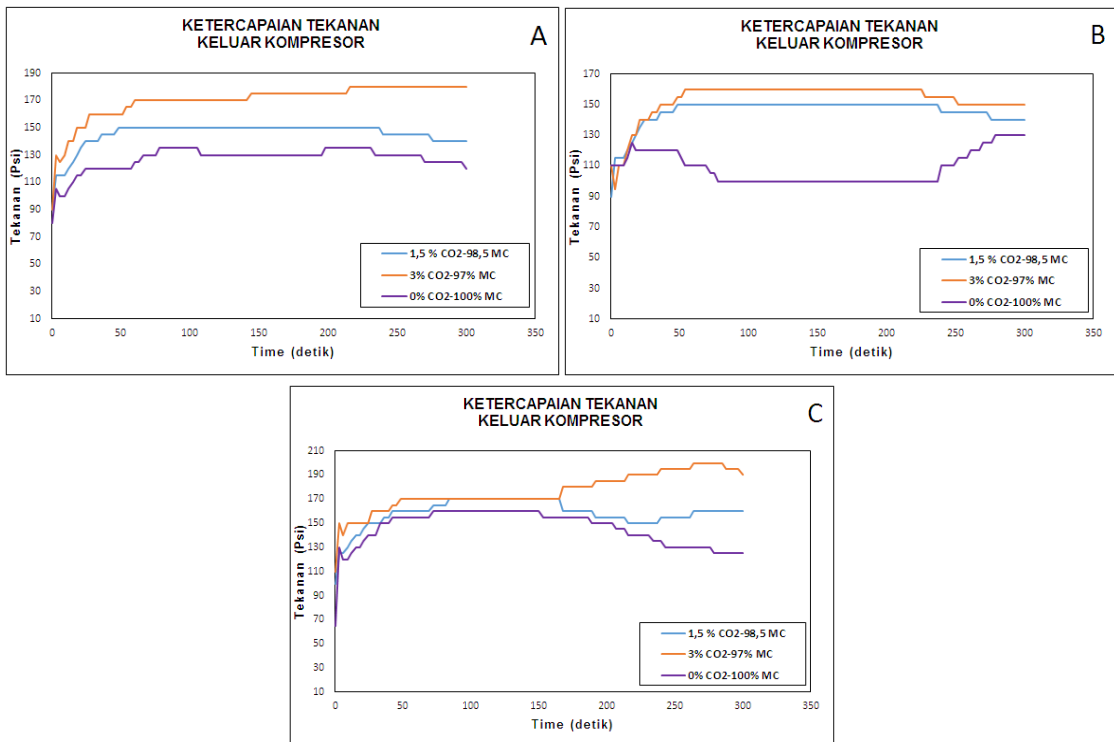 KETERCAPAIAN TEKANAN
KELUAR KOMPRESOR
A
190
170
150
130
110
90
70
50
30
10
Tekanan (Psi)
1,5 % CO2-98,5 MC
3% CO2-97% MC
0% CO2-100% MC
0 50 100 150 200 250 300 350
Time (detik)
KETERCAPAIAN TEKANAN
KELUAR KOMPRESOR
B
170
150
130
110
90
70
50
30
10
Tekanan (Psi)
1,5 % CO2-98,5 MC
3% CO2-97% MC
0% CO2-100% MC
0 50 100 150 200 250 300 350
Time (detik)
KETERCAPAIAN TEKANAN
KELUAR KOMPRESOR
C
210
190
170
150
130
110
90
70
50
30
10
Tekanan (Psi)
1,5 % CO2-98,5 MC
3% CO2-97% MC
0% CO2-100% MC
0 50 100 150 200 250 300 350
Time (detik)